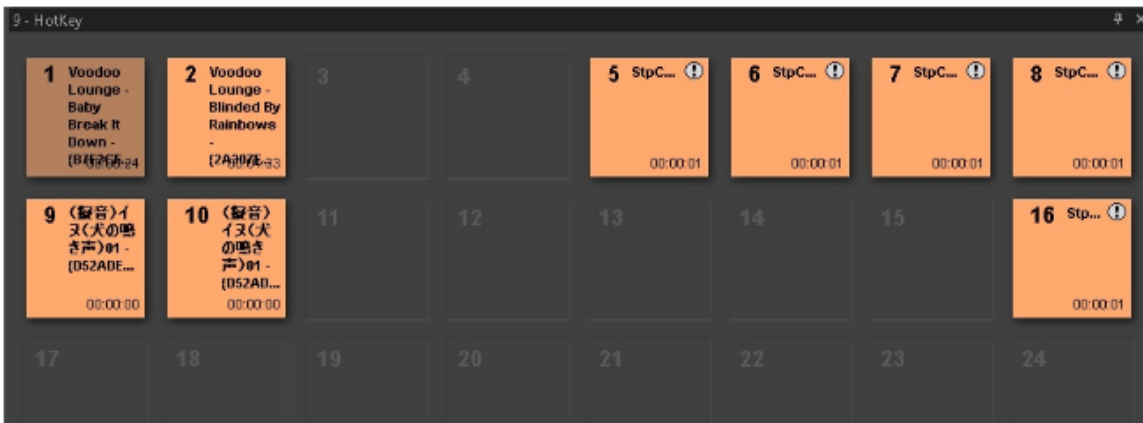 9 - HotKey
1 Voodoo
Lounge -
Baby
Break It
Down -
2 Voodoo
Lounge -
Blinded By
Rainbows
-
3
4
5 StpC...
00:00:01
6 StpC...
00:00:01
7 StpC...
00:00:01
8 StpC...
00:00:01
9 (擬音)イ
ヌ(犬の鳴
き声)01 -
{D52ADE...
00:00:00
10 (擬音)
イヌ(犬
の鳴き
声)01 -
{D52AD...
00:00:00
11
12
13
14
15
16 Stp...
00:00:01
17
18
19
20
21
22
23
24